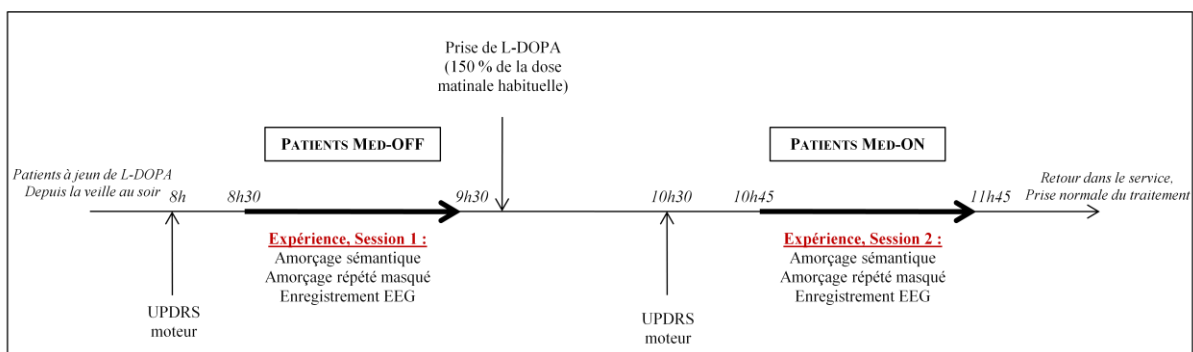 Prise de L-DOPA
(150 % de la dose
matinale habituelle)
PATIENTS MED-OFF
PATIENTS MED-ON
Patients à jeun de L-DOPA
Depuis la veille au soir
8h
8h30
9h30
10h30
10h45
11h45
Retour dans le service,
Prise normale du traitement
Expérience, Session 1 :
Amorçage sémantique
Amorçage répété masqué
Enregistrement EEG
Expérience, Session 2 :
Amorçage sémantique
Amorçage répété masqué
Enregistrement EEG
UPDRS
moteur
UPDRS
moteur